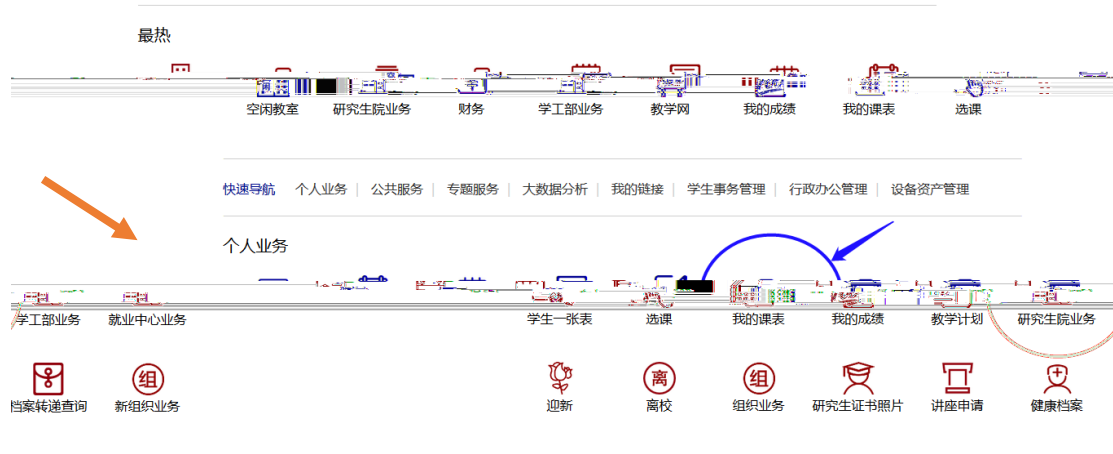 最热
空闲教室 研究生院业务 财务 学工部业务 教学网 我的成绩 我的课表 选课
快速导航 个人业务 | 公共服务 | 专题服务 | 大数据分析 | 我的链接 | 学生事务管理 | 行政办公管理 | 设备资产管理
个人业务
学工部业务 就业中心业务 学生一张表 选课 我的课表 我的成绩 教学计划 研究生院业务
组 离 组
档案转递查询 新组织业务 迎新 离校 组织业务 研究生证书照片 讲座申请 健康档案